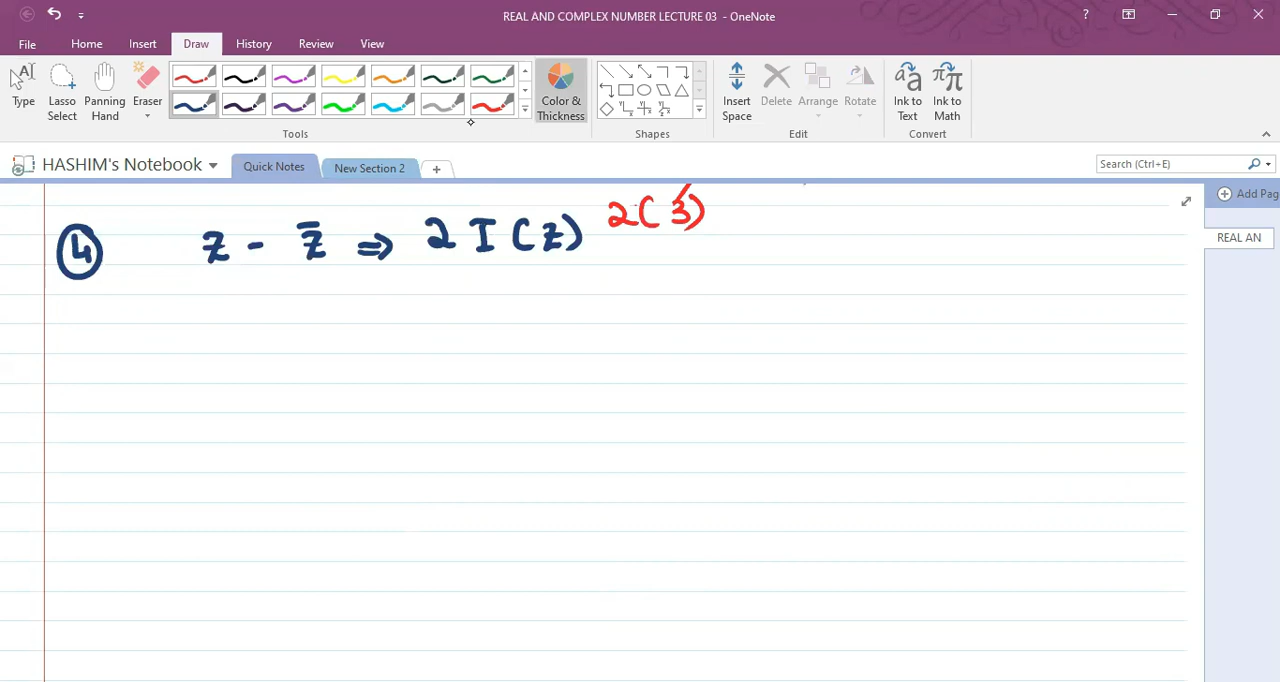 REAL AND COMPLEX NUMBER LECTURE 03 - OneNote
?
File Home Insert Draw History Review View
Type
Lasso Select
Panning Hand
Eraser
Color & Thickness
Insert Space
Delete
Arrange
Rotate
Ink to Text
Ink to Math
Tools
Shapes
Edit
Convert
HASHIM's Notebook
Quick Notes
New Section 2
+
Search (Ctrl+E)
Add Pag
REAL AN
2(3)
④ z - z̄ ⇒ 2 I (z)